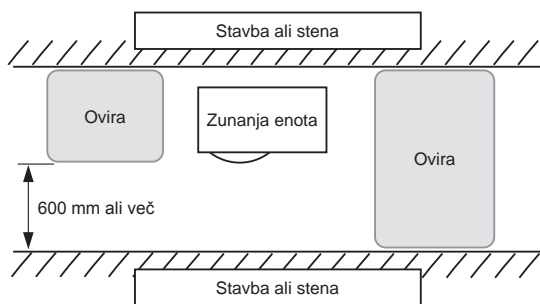 Stavba ali stena
Ovira
Zunanja enota
Ovira
600 mm ali več
Stavba ali stena